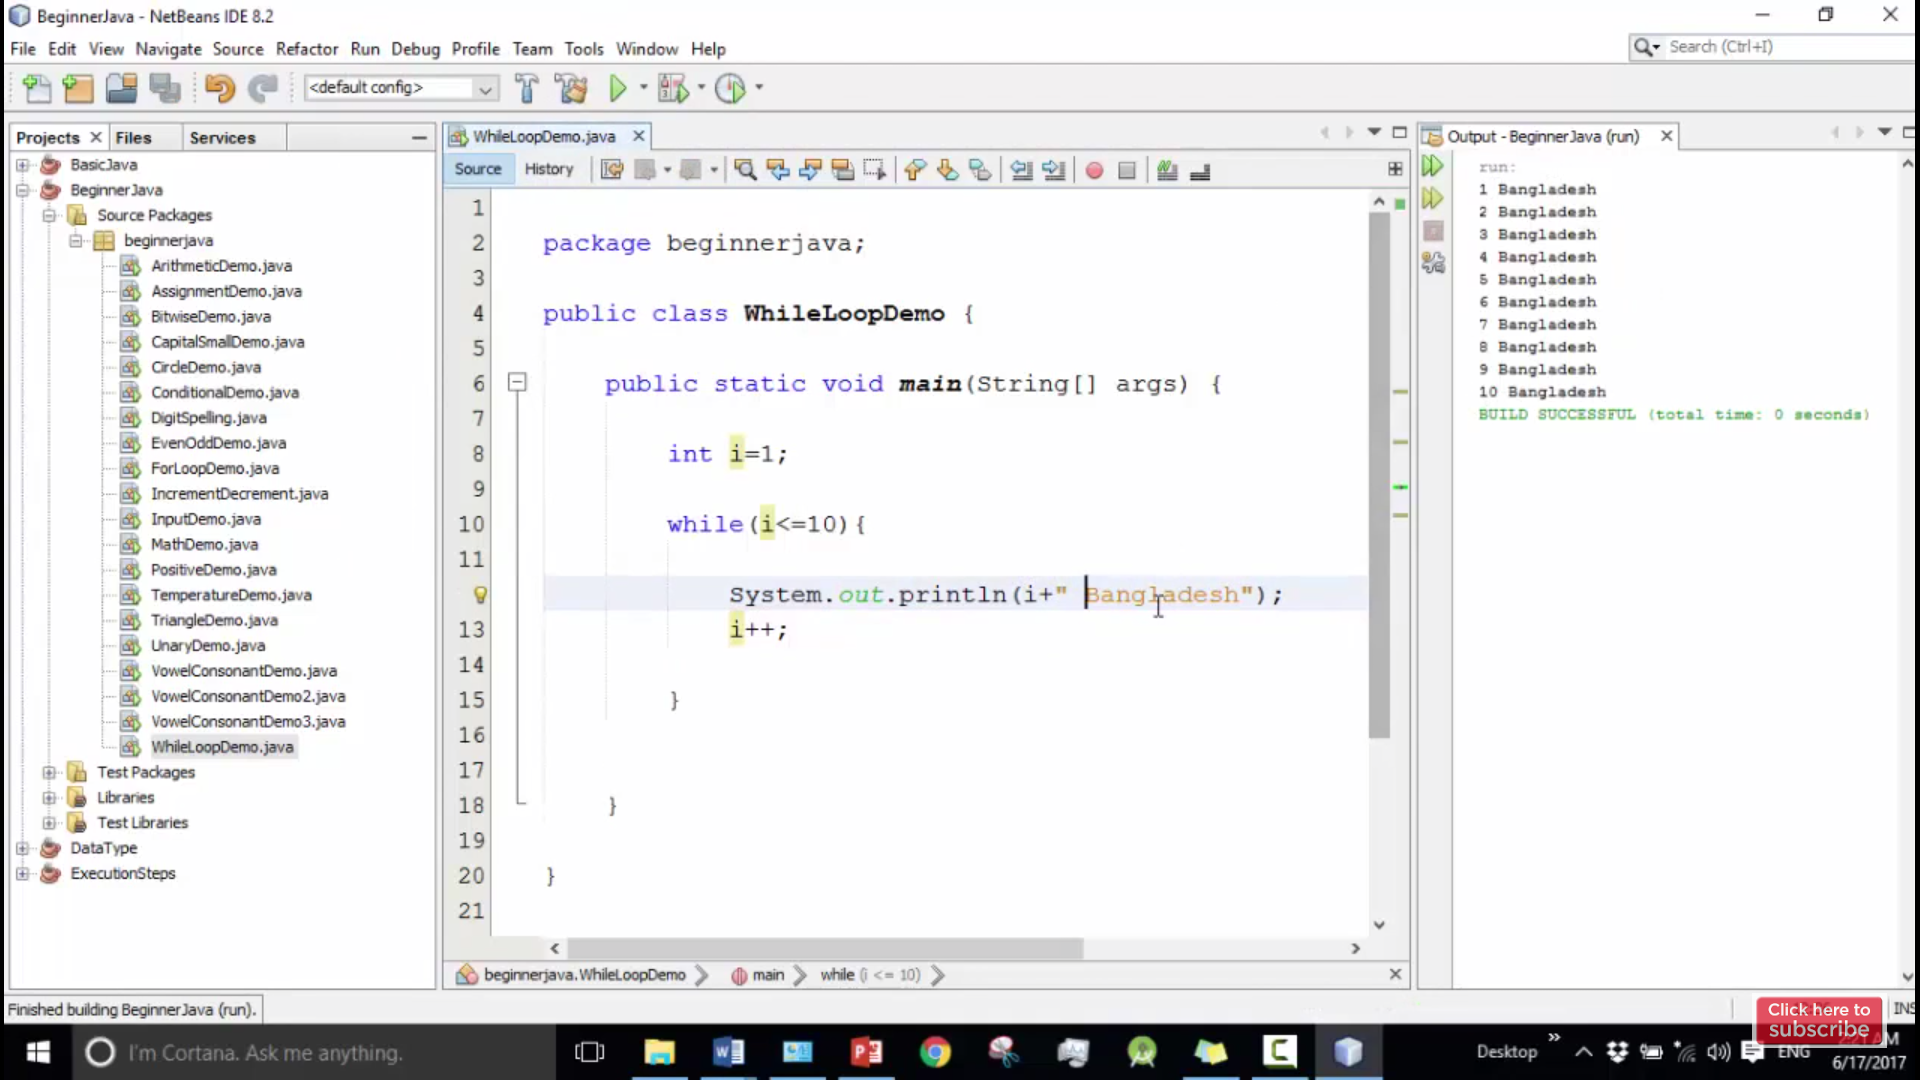 BeginnerJava - NetBeans IDE 8.2
File Edit View Navigate Source Refactor Run Debug Profile Team Tools Window Help
Search (Ctrl+I)
<default config>
Projects Files Services
BasicJava
BeginnerJava
Source Packages
beginnerjava
ArithmeticDemo.java
AssignmentDemo.java
BitwiseDemo.java
CapitalSmallDemo.java
CircleDemo.java
ConditionalDemo.java
DigitSpelling.java
EvenOddDemo.java
ForLoopDemo.java
IncrementDecrement.java
InputDemo.java
MathDemo.java
PositiveDemo.java
TemperatureDemo.java
TriangleDemo.java
UnaryDemo.java
VowelConsonantDemo.java
VowelConsonantDemo2.java
VowelConsonantDemo3.java
WhileLoopDemo.java
Test Packages
Libraries
Test Libraries
DataType
ExecutionSteps
WhileLoopDemo.java
Source History
1
2 package beginnerjava;
3
4 public class WhileLoopDemo {
5
6 public static void main(String[] args) {
7
8 int i=1;
9
10 while(i<=10){
11
System.out.println(i+" Bangladesh");
13 i++;
14
15 }
16
17
18 }
19
20 }
21
beginnerjava.WhileLoopDemo main while (i <= 10)
Output - BeginnerJava (run)
run:
1 Bangladesh
2 Bangladesh
3 Bangladesh
4 Bangladesh
5 Bangladesh
6 Bangladesh
7 Bangladesh
8 Bangladesh
9 Bangladesh
10 Bangladesh
BUILD SUCCESSFUL (total time: 0 seconds)
Finished building BeginnerJava (run).
INS
Click here to
subscribe
I'm Cortana. Ask me anything.
Desktop
ENG
6/17/2017